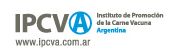 IPCVA
Instituto de Promoción
de la Carne Vacuna
Argentina
www.ipcva.com.ar